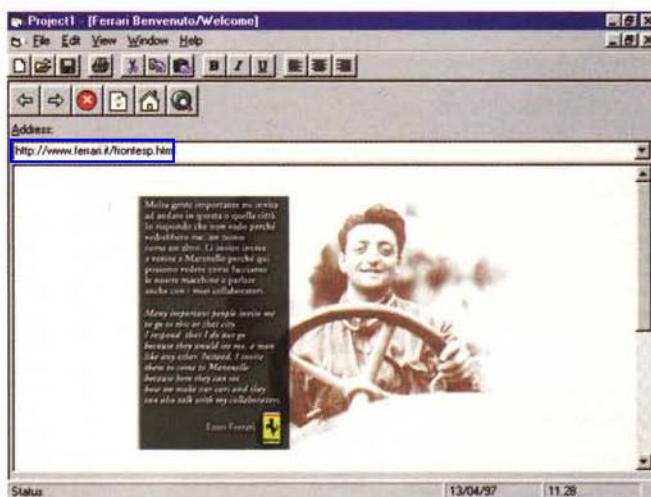 Project1 - [Ferrari Benvenuto/Welcome]
File Edit View Window Help
B I U
Address:
http://www.ferrari.it/frontesp.htm
Molta gente importante mi invita
ad andare in questa o quella città
Io rispondo che non vado perché
vedrebbero me, un uomo
come un altro. Li invito invece
a venire a Maranello perché qui
possono vedere come facciamo
le nostre macchine e parlare
anche con i miei collaboratori.
Many important people invite me
to go to this or that city
I respond that I do not go
because they would see me, a man
like any other. Instead, I invite
them to come to Maranello
because here they can see
how we make our cars and they
can also talk with my collaborators
Enzo Ferrari
Status 13/04/97 11.28